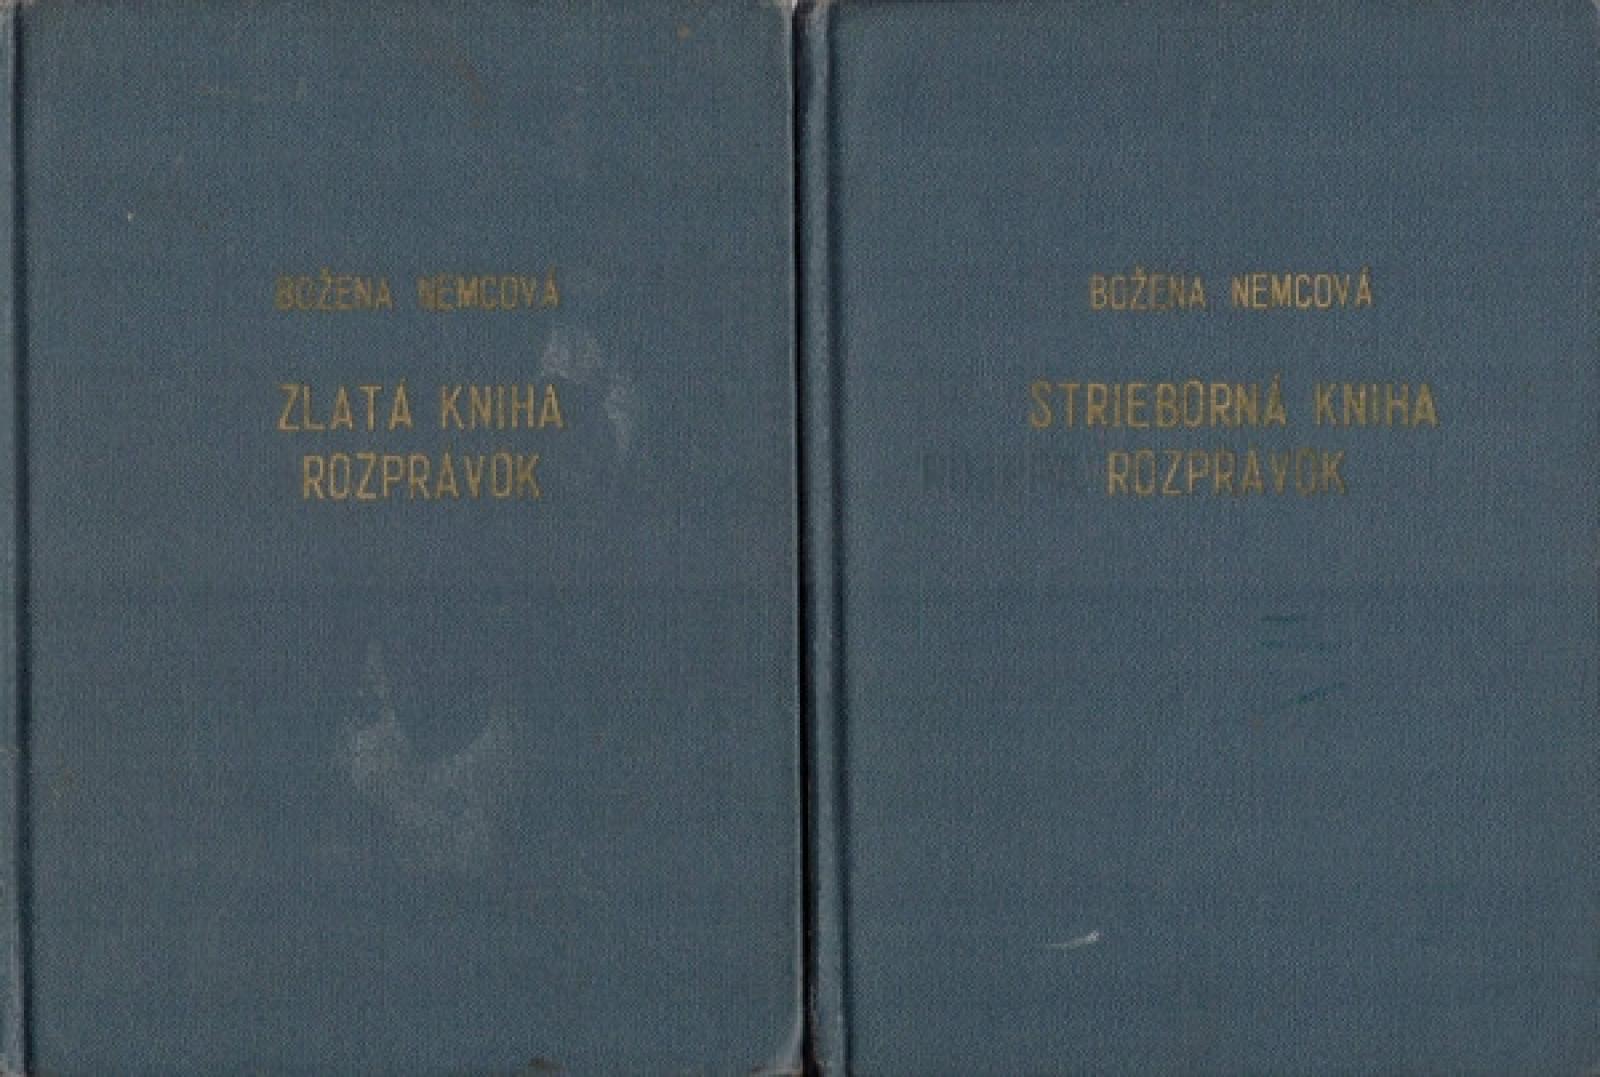 BOŽENA NEMCOVÁ
ZLATÁ KNIHA
ROZPRÁVOK
BOŽENA NEMCOVÁ
STRIEBORNÁ KNIHA
ROZPRÁVOK